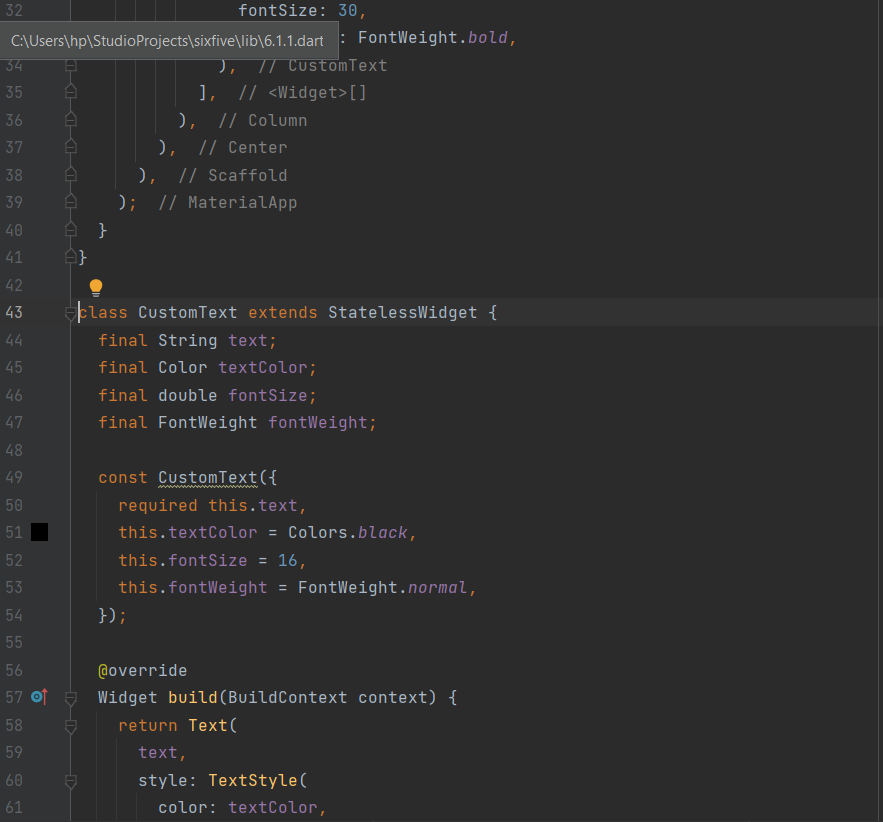 32 fontSize: 30,
C:\Users\hp\StudioProjects\sixfive\lib\6.1.1.dart : FontWeight.bold,
34 ), // CustomText
35 ], // <Widget>[]
36 ), // Column
37 ), // Center
38 ), // Scaffold
39 ); // MaterialApp
40 }
41 }
42
43 class CustomText extends StatelessWidget {
44 final String text;
45 final Color textColor;
46 final double fontSize;
47 final FontWeight fontWeight;
48
49 const CustomText({
50 required this.text,
51 this.textColor = Colors.black,
52 this.fontSize = 16,
53 this.fontWeight = FontWeight.normal,
54 });
55
56 @override
57 Widget build(BuildContext context) {
58 return Text(
59 text,
60 style: TextStyle(
61 color: textColor,